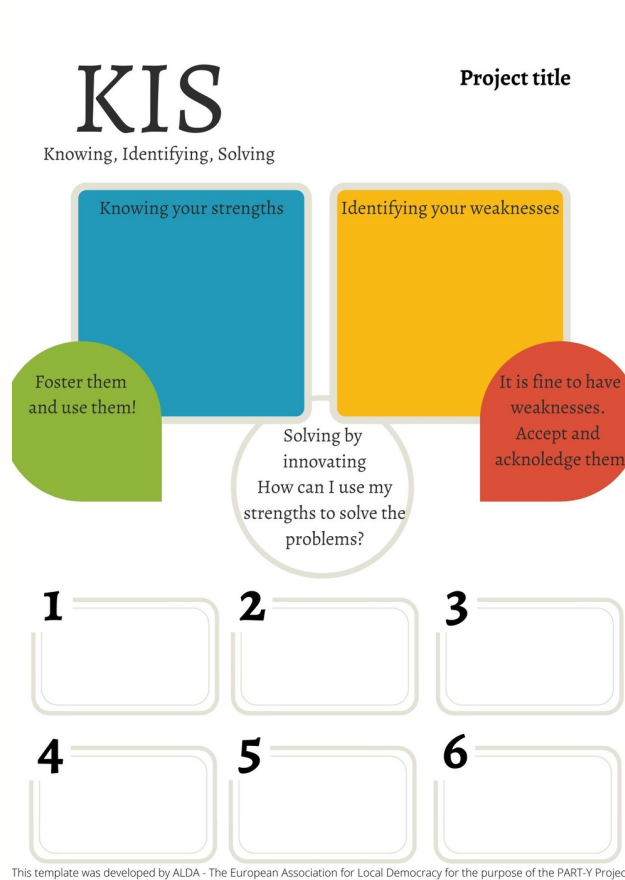 KIS
Project title
Knowing, Identifying, Solving
Knowing your strengths
Identifying your weaknesses
Foster them
and use them!
It is fine to have
weaknesses.
Accept and
acknoledge them
Solving by
innovating
How can I use my
strengths to solve the
problems?
1
2
3
4
5
6
This template was developed by ALDA - The European Association for Local Democracy for the purpose of the PART-Y